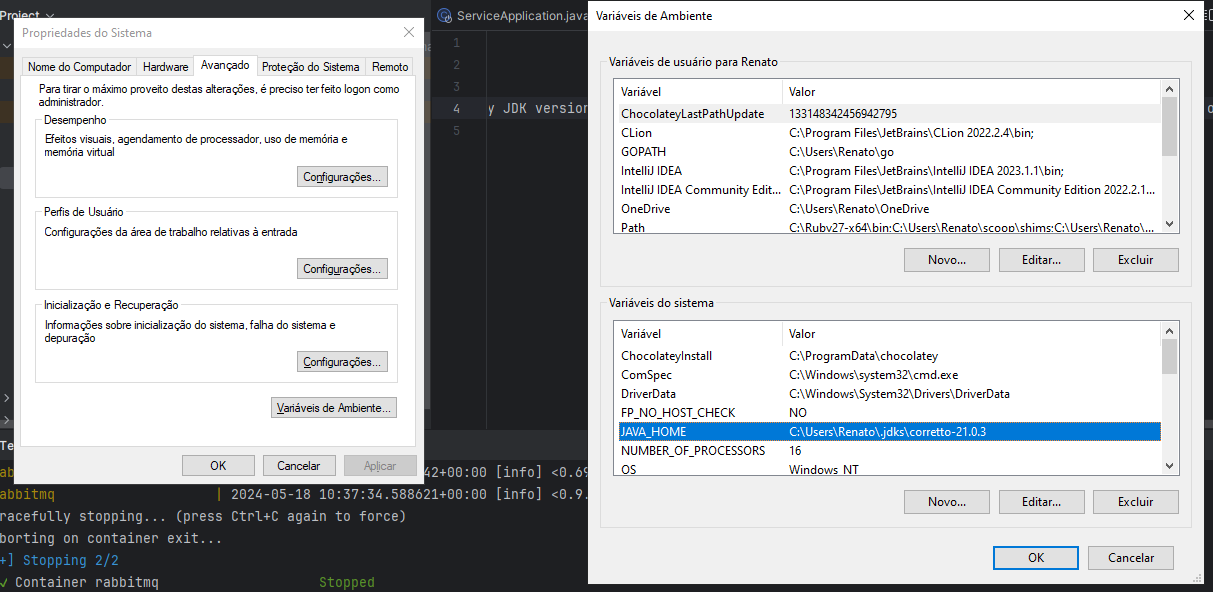 Project
ServiceApplication.java
Propriedades do Sistema
Nome do Computador
Hardware
Avançado
Proteção do Sistema
Remoto
Para tirar o máximo proveito destas alterações, é preciso ter feito logon como
administrador.
Desempenho
Efeitos visuais, agendamento de processador, uso de memória e
memória virtual
Configurações...
Perfis de Usuário
Configurações da área de trabalho relativas à entrada
Configurações...
Inicialização e Recuperação
Informações sobre inicialização do sistema, falha do sistema e
depuração
Configurações...
Variáveis de Ambiente...
OK
Cancelar
Aplicar
1
2
3
4 y JDK version
5
Variáveis de Ambiente
Variáveis de usuário para Renato
Variável Valor
ChocolateyLastPathUpdate 133148342456942795
CLion C:\Program Files\JetBrains\CLion 2022.2.4\bin;
GOPATH C:\Users\Renato\go
IntelliJ IDEA C:\Program Files\JetBrains\IntelliJ IDEA 2023.1.1\bin;
IntelliJ IDEA Community Edit... C:\Program Files\JetBrains\IntelliJ IDEA Community Edition 2022.2.1...
OneDrive C:\Users\Renato\OneDrive
Path C:\Ruby27-x64\bin;C:\Users\Renato\scoop\shims;C:\Users\Renato\...
Novo...
Editar...
Excluir
Variáveis do sistema
Variável Valor
ChocolateyInstall C:\ProgramData\chocolatey
ComSpec C:\Windows\system32\cmd.exe
DriverData C:\Windows\System32\Drivers\DriverData
FP_NO_HOST_CHECK NO
JAVA_HOME C:\Users\Renato\.jdks\corretto-21.0.3
NUMBER_OF_PROCESSORS 16
OS Windows_NT
Novo...
Editar...
Excluir
OK
Cancelar
Te
42+00:00 [info] <0.69
abbitmq | 2024-05-18 10:37:34.588621+00:00 [info] <0.9.
racefully stopping... (press Ctrl+C again to force)
borting on container exit...
+] Stopping 2/2
✓ Container rabbitmq Stopped